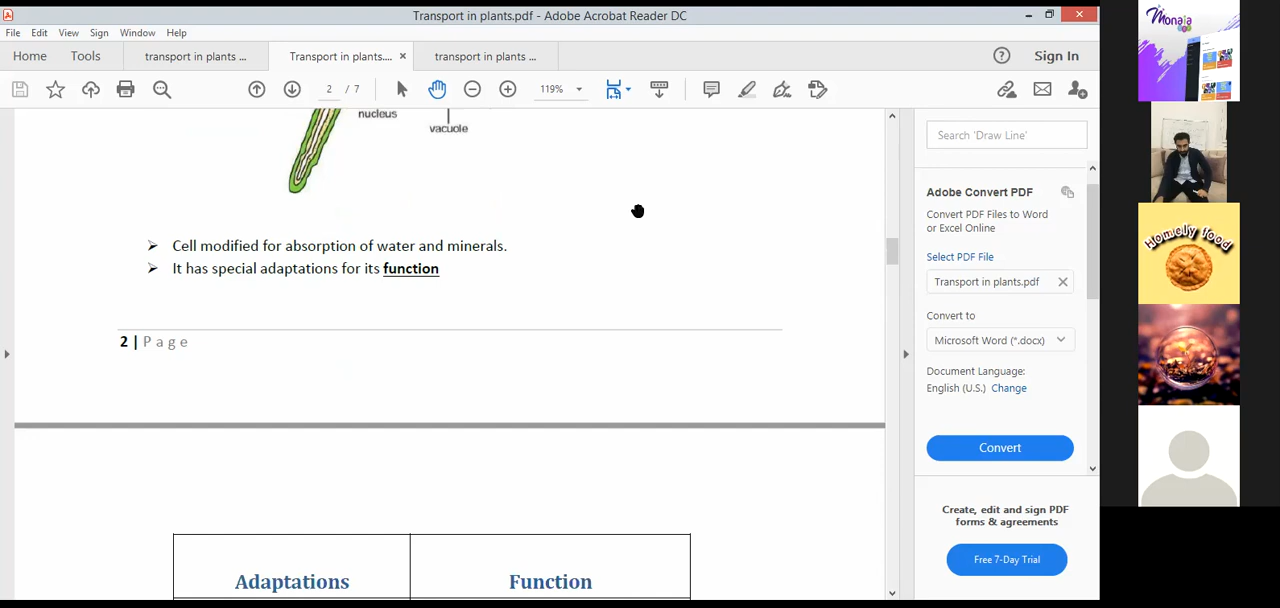 Transport in plants.pdf - Adobe Acrobat Reader DC
File Edit View Sign Window Help
Home Tools transport in plants ... Transport in plants.... × transport in plants ... Sign In
2 / 7 119%
nucleus
vacuole
Cell modified for absorption of water and minerals.
It has special adaptations for its function
2 | Page
Adaptations Function
Search 'Draw Line'
Adobe Convert PDF
Convert PDF Files to Word
or Excel Online
Select PDF File
Transport in plants.pdf
Convert to
Microsoft Word (*.docx)
Document Language:
English (U.S.) Change
Convert
Create, edit and sign PDF
forms & agreements
Free 7-Day Trial
Monaia
Homely food